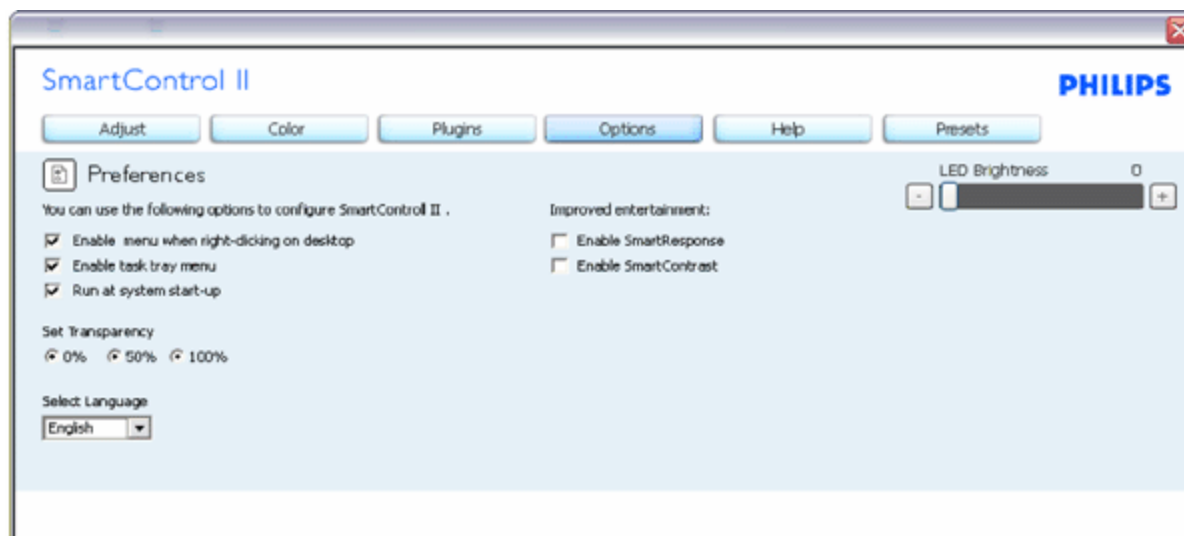 SmartControl II
PHILIPS
Adjust Color Plugins Options Help Presets
Preferences
LED Brightness 0
- +
You can use the following options to configure SmartControl II .
Enable menu when right-clicking on desktop
Enable task tray menu
Run at system start-up
Improved entertainment:
Enable SmartResponse
Enable SmartContrast
Set Transparency
0% 50% 100%
Select Language
English